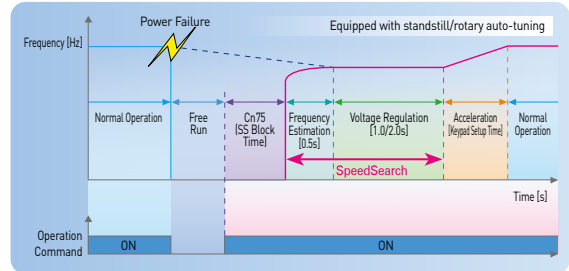 Power Failure
Equipped with standstill/rotary auto-tuning
Frequency [Hz]
Normal Operation
Free
Run
Cn75
[SS Block
Time]
Frequency
Estimation
[0.5s]
Voltage Regulation
[1.0/2.0s]
Acceleration
[Keypad Setup Time]
Normal
Operation
SpeedSearch
Time [s]
Operation
Command
ON
ON